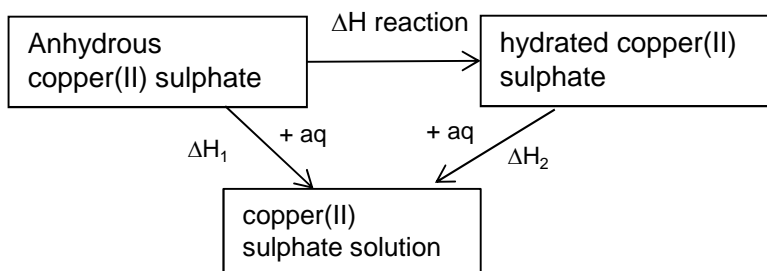 ΔH reaction
Anhydrous
copper(II) sulphate
hydrated copper(II)
sulphate
+ aq
+ aq
ΔH₁
ΔH₂
copper(II)
sulphate solution